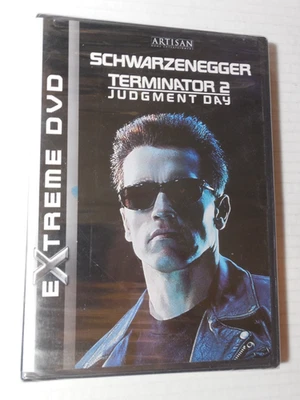 ARTISAN
SCHWARZENEGGER
TERMINATOR 2
JUDGMENT DAY
EXTREME DVD